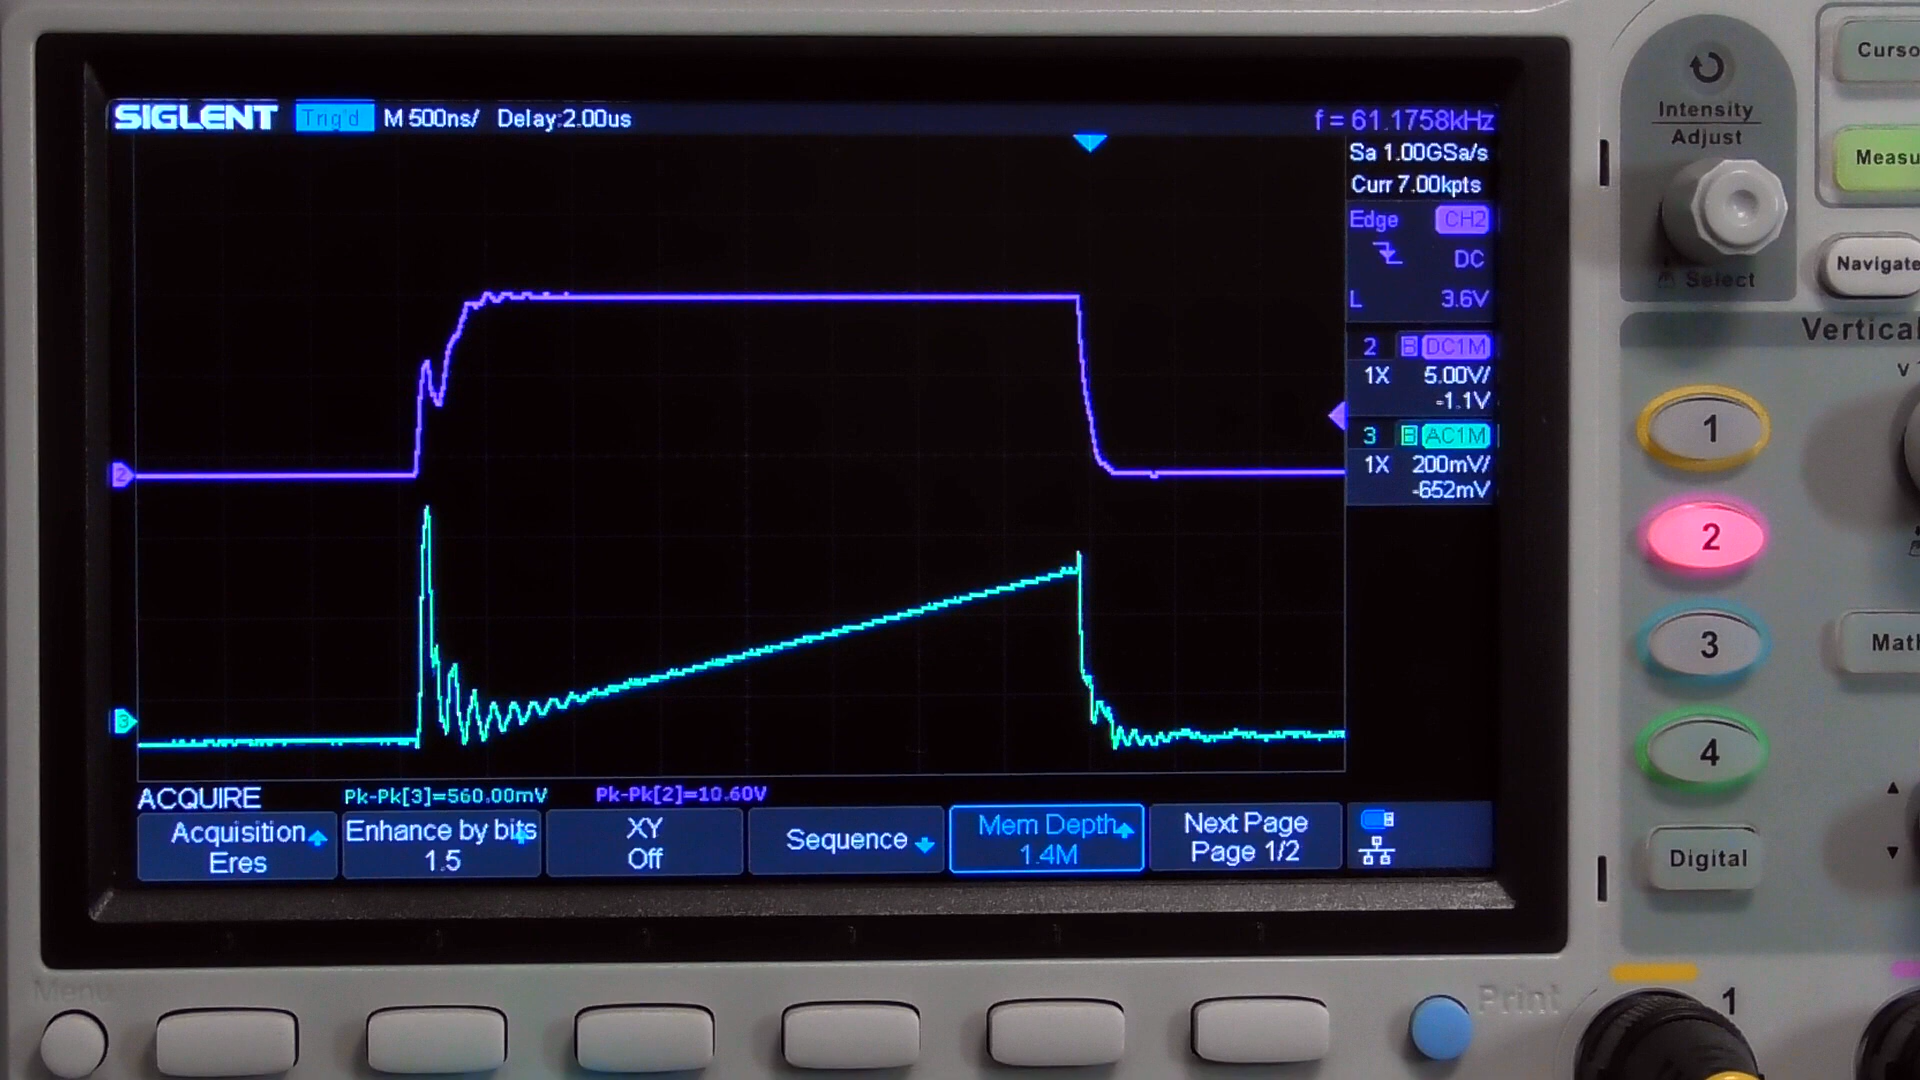 SIGLENT Trig'd M 500ns/ Delay:2.00us f = 61.1758kHz
Sa 1.00GSa/s
Curr 7.00kpts
Edge CH2
DC
L 3.6V
2 B DC1M
1X 5.00V/
-1.1V
3 B AC1M
1X 200mV/
-652mV
2
3
ACQUIRE Pk-Pk[3]=560.00mV Pk-Pk[2]=10.60V
Acquisition
Eres
Enhance by bits
1.5
XY
Off
Sequence
Mem Depth
1.4M
Next Page
Page 1/2
Menu
Print
Intensity
Adjust
Select
Curso
Measu
Navigate
Vertical
V
1
2
3
4
Math
Digital
1